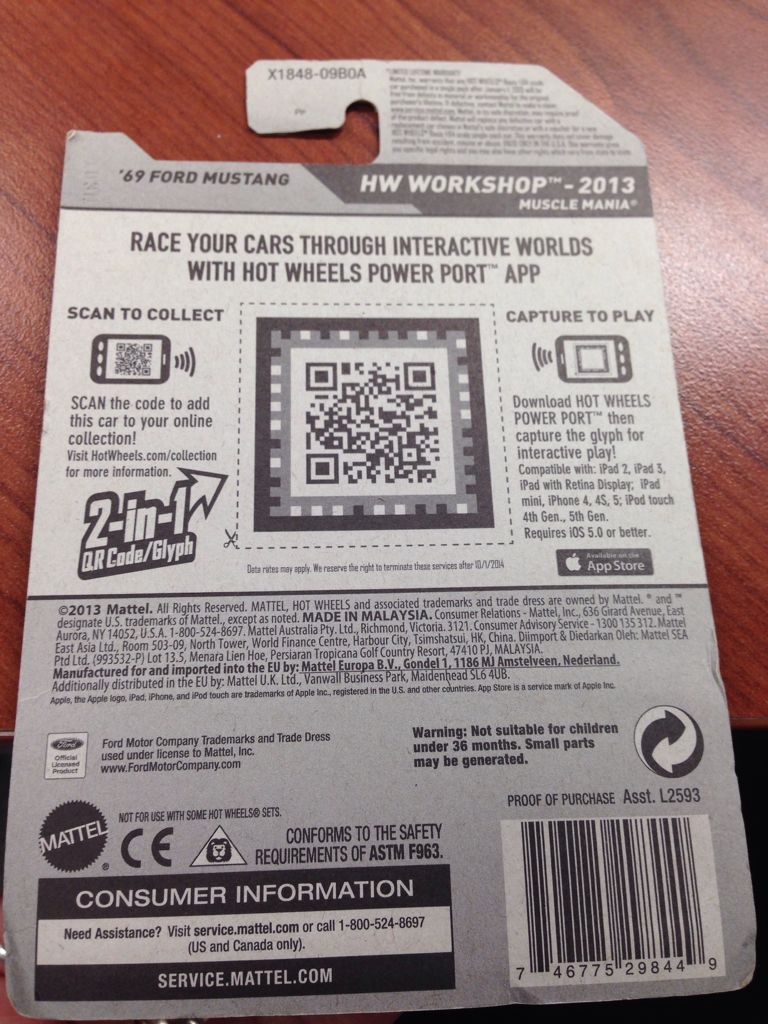 X1848-09B0A
LIMITED LIFETIME WARRANTY
'69 FORD MUSTANG
HW WORKSHOP™ - 2013
MUSCLE MANIA®
RACE YOUR CARS THROUGH INTERACTIVE WORLDS
WITH HOT WHEELS POWER PORT™ APP
SCAN TO COLLECT
SCAN the code to add
this car to your online
collection!
Visit HotWheels.com/collection
for more information.
2-in-1
QR Code/Glyph
CAPTURE TO PLAY
Download HOT WHEELS
POWER PORT™ then
capture the glyph for
interactive play!
Compatible with: iPad 2, iPad 3,
iPad with Retina Display; iPad
mini, iPhone 4, 4S, 5; iPod touch
4th Gen., 5th Gen.
Requires iOS 5.0 or better.
Available on the
App Store
Data rates may apply. We reserve the right to terminate these services after 10/1/2014
©2013 Mattel. All Rights Reserved. MATTEL, HOT WHEELS and associated trademarks and trade dress are owned by Mattel. ® and ™
designate U.S. trademarks of Mattel, except as noted. MADE IN MALAYSIA. Consumer Relations - Mattel, Inc., 636 Girard Avenue, East
Aurora, NY 14052, U.S.A. 1-800-524-8697. Mattel Australia Pty. Ltd., Richmond, Victoria. 3121. Consumer Advisory Service - 1300 135 312. Mattel
East Asia Ltd., Room 503-09, North Tower, World Finance Centre, Harbour City, Tsimshatsui, HK, China. Diimport & Diedarkan Oleh: Mattel SEA
Ptd Ltd. (993532-P) Lot 13.5, Menara Lien Hoe, Persiaran Tropicana Golf Country Resort, 47410 PJ, MALAYSIA.
Manufactured for and imported into the EU by: Mattel Europa B.V., Gondel 1, 1186 MJ Amstelveen, Nederland.
Additionally distributed in the EU by: Mattel U.K. Ltd., Vanwall Business Park, Maidenhead SL6 4UB.
Apple, the Apple logo, iPad, iPhone, and iPod touch are trademarks of Apple Inc., registered in the U.S. and other countries. App Store is a service mark of Apple Inc.
Ford
Official
Licensed
Product
Ford Motor Company Trademarks and Trade Dress
used under license to Mattel, Inc.
www.FordMotorCompany.com
Warning: Not suitable for children
under 36 months. Small parts
may be generated.
PROOF OF PURCHASE Asst. L2593
NOT FOR USE WITH SOME HOT WHEELS® SETS.
MATTEL®
CE
CONFORMS TO THE SAFETY
REQUIREMENTS OF ASTM F963.
CONSUMER INFORMATION
Need Assistance? Visit service.mattel.com or call 1-800-524-8697
(US and Canada only).
SERVICE.MATTEL.COM
7 46775 29844 9